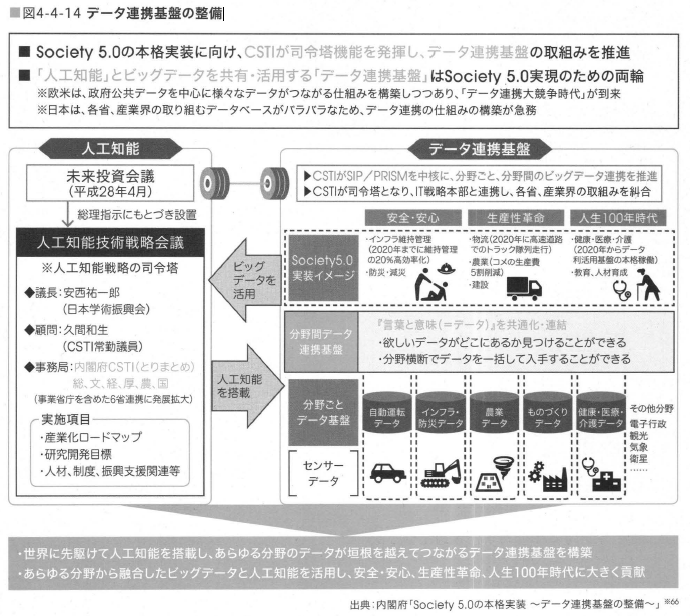 ■図4-4-14 データ連携基盤の整備
■ Society 5.0の本格実装に向け、CSTIが司令塔機能を発揮し、データ連携基盤の取組みを推進
■ 「人工知能」とビッグデータを共有・活用する「データ連携基盤」はSociety 5.0実現のための両輪
※欧米は、政府公共データを中心に様々なデータがつながる仕組みを構築しつつあり、「データ連携大競争時代」が到来
※日本は、各省、産業界の取り組むデータベースがバラバラなため、データ連携の仕組みの構築が急務
人工知能
未来投資会議
(平成28年4月)
総理指示にもとづき設置
人工知能技術戦略会議
※人工知能戦略の司令塔
◆議長:安西祐一郎
(日本学術振興会)
◆顧問:久間和生
(CSTI常勤議員)
◆事務局:内閣府CSTI(とりまとめ)
総、文、経、厚、農、国
(事業省庁を含めた6省連携に発展拡大)
実施項目
・産業化ロードマップ
・研究開発目標
・人材、制度、振興支援関連等
ビッグ
データを
活用
人工知能
を搭載
データ連携基盤
▶CSTIがSIP/PRISMを中核に、分野ごと、分野間のビッグデータ連携を推進
▶CSTIが司令塔となり、IT戦略本部と連携し、各省、産業界の取組みを糾合
安全・安心
生産性革命
人生100年時代
Society5.0
実装イメージ
・インフラ維持管理
(2020年までに維持管理
の20%高効率化)
・防災・減災
・物流(2020年に高速道路
でのトラック隊列走行)
・農業(コメの生産費
5割削減)
・建設
・健康・医療・介護
(2020年からデータ
利活用基盤の本格稼働)
・教育、人材育成
分野間データ
連携基盤
『言葉と意味(=データ)』を共通化・連結
・欲しいデータがどこにあるか見つけることができる
・分野横断でデータを一括して入手することができる
分野ごと
データ基盤
自動運転
データ
インフラ・
防災データ
農業
データ
ものづくり
データ
健康・医療・
介護データ
その他分野
電子行政
観光
気象
衛星
……
センサー
データ
・世界に先駆けて人工知能を搭載し、あらゆる分野のデータが垣根を越えてつながるデータ連携基盤を構築
・あらゆる分野から融合したビッグデータと人工知能を活用し、安全・安心、生産性革命、人生100年時代に大きく貢献
出典:内閣府「Society 5.0の本格実装 ~データ連携基盤の整備~」※66